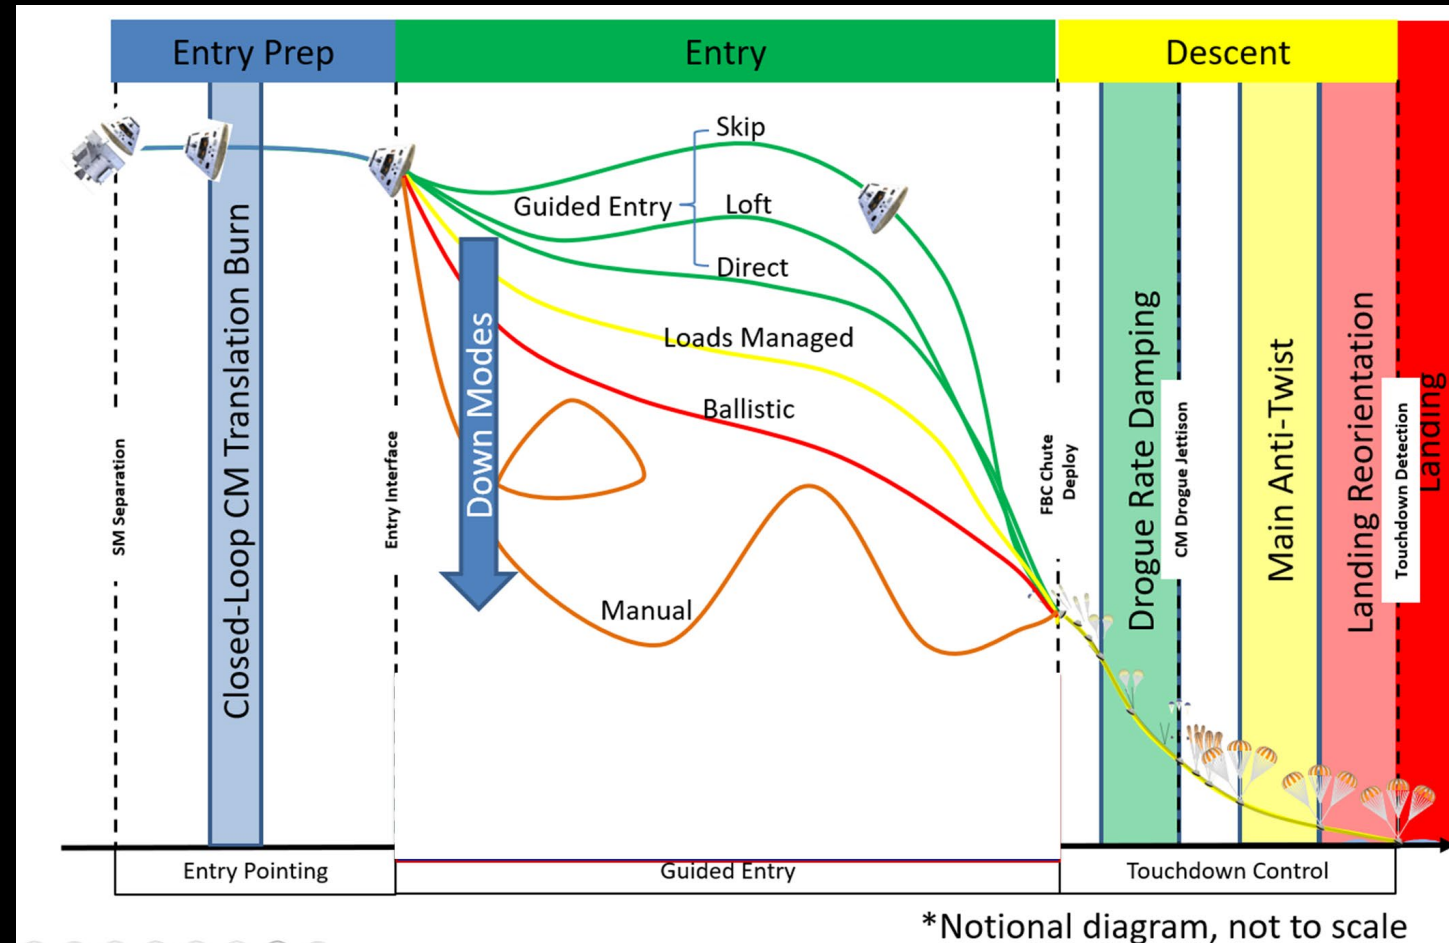 Entry Prep
Entry
Descent
Skip
Guided Entry
Loft
Direct
Loads Managed
Ballistic
Manual
Down Modes
SM Separation
Closed-Loop CM Translation Burn
Entry Interface
FBC Chute
Deploy
Drogue Rate Damping
CM Drogue Jettison
Main Anti-Twist
Landing Reorientation
Touchdown Detection
Landing
Entry Pointing
Guided Entry
Touchdown Control
*Notional diagram, not to scale